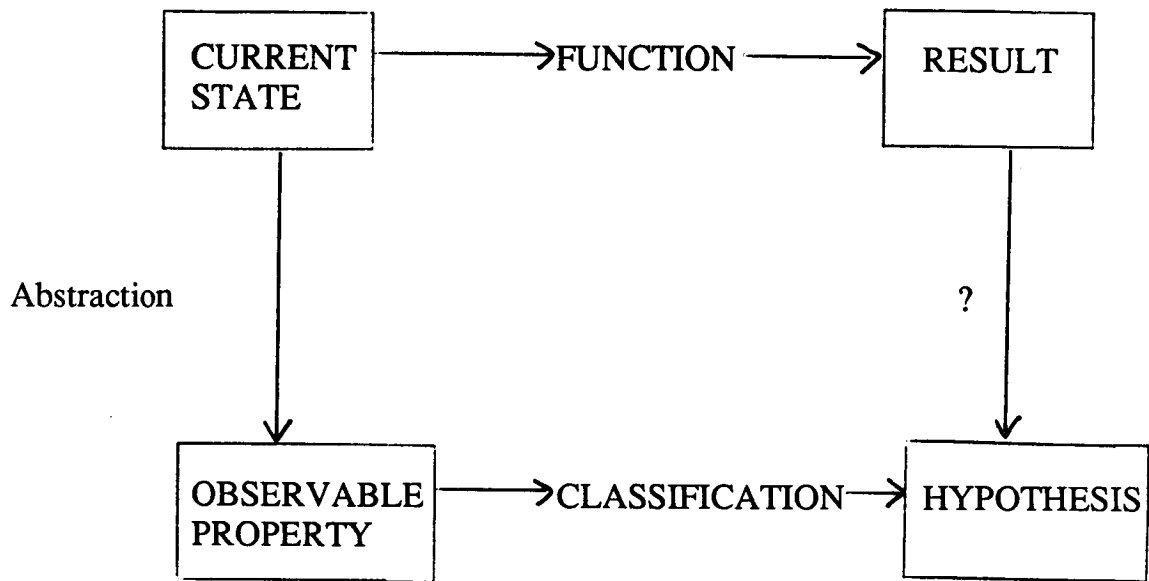 CURRENT
STATE
FUNCTION
RESULT
Abstraction
?
OBSERVABLE
PROPERTY
CLASSIFICATION
HYPOTHESIS